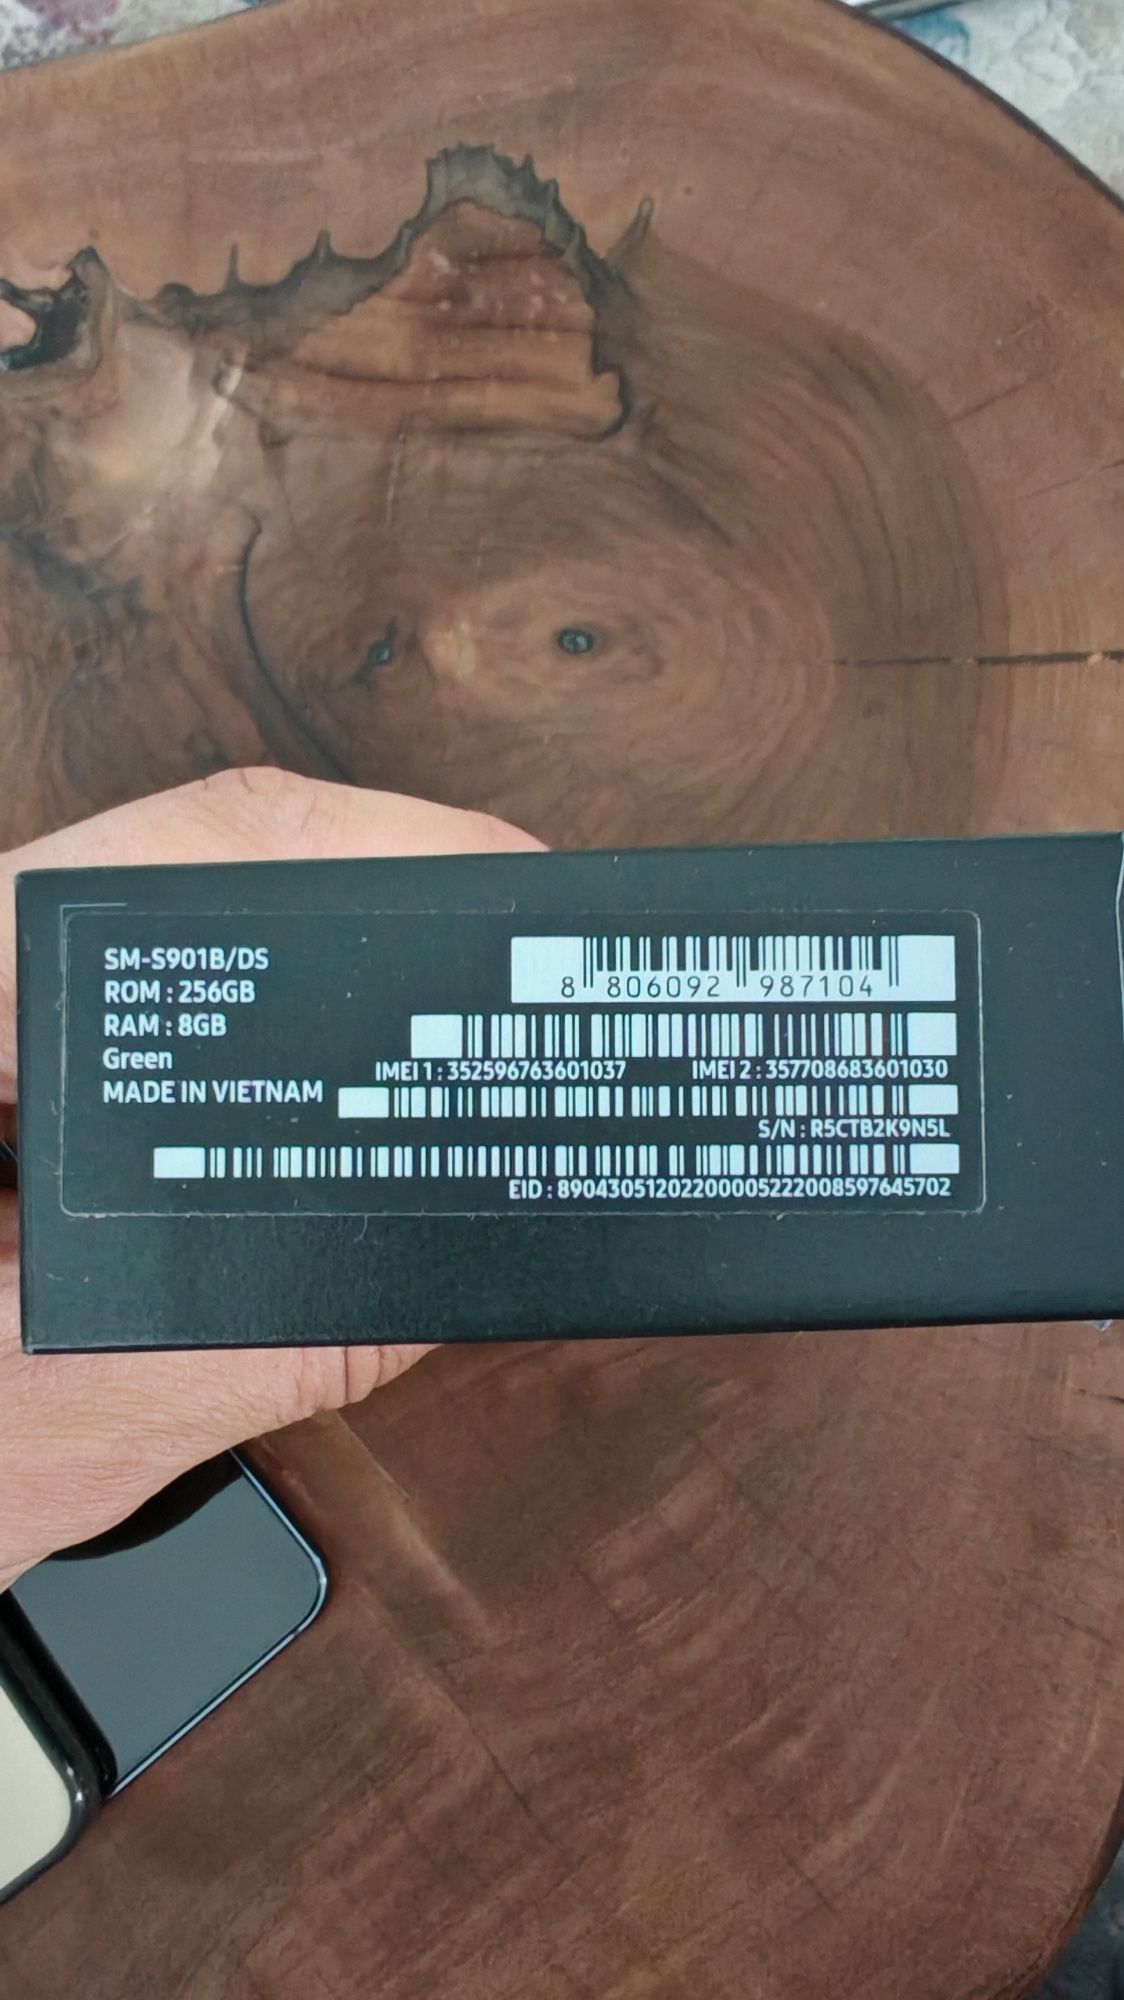 SM-S901B/DS
ROM : 256GB
RAM : 8GB
Green
MADE IN VIETNAM
8 806092 987104
IMEI 1 : 352596763601037 IMEI 2 : 357708683601030
S/N : R5CTB2K9N5L
EID : 89043051202200005222008597645702